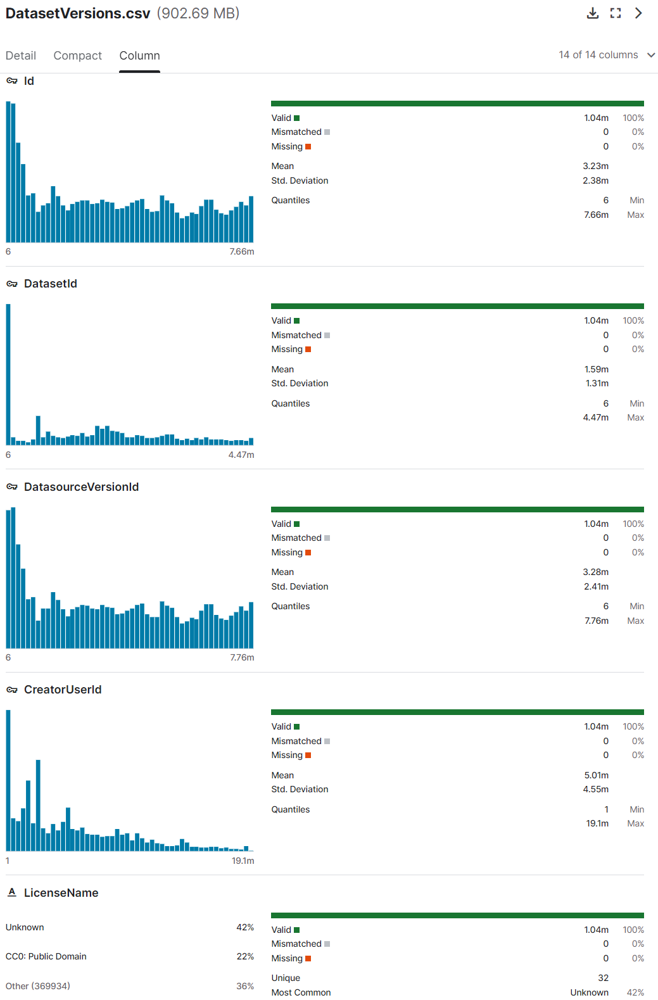 DatasetVersions.csv (902.69 MB)
Detail Compact Column 14 of 14 columns
Id
Valid 1.04m 100%
Mismatched 0 0%
Missing 0 0%
Mean 3.23m
Std. Deviation 2.38m
Quantiles 6 Min
7.66m Max
6 7.66m
DatasetId
Valid 1.04m 100%
Mismatched 0 0%
Missing 0 0%
Mean 1.59m
Std. Deviation 1.31m
Quantiles 6 Min
4.47m Max
6 4.47m
DatasourceVersionId
Valid 1.04m 100%
Mismatched 0 0%
Missing 0 0%
Mean 3.28m
Std. Deviation 2.41m
Quantiles 6 Min
7.76m Max
6 7.76m
CreatorUserId
Valid 1.04m 100%
Mismatched 0 0%
Missing 0 0%
Mean 5.01m
Std. Deviation 4.55m
Quantiles 1 Min
19.1m Max
1 19.1m
A LicenseName
Unknown 42%
CC0: Public Domain 22%
Other (369934) 36%
Valid 1.04m 100%
Mismatched 0 0%
Missing 0 0%
Unique 32
Most Common Unknown 42%